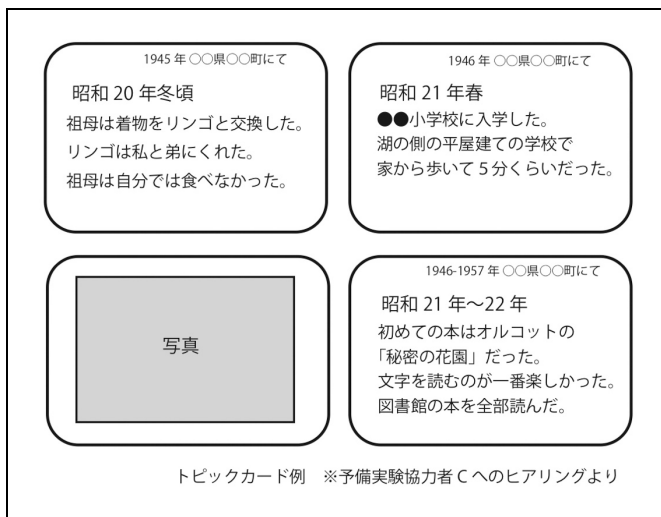 1945 年 ○○県○○町にて
昭和 20 年冬頃
祖母は着物をリンゴと交換した。
リンゴは私と弟にくれた。
祖母は自分では食べなかった。
1946 年 ○○県○○町にて
昭和 21 年春
●●小学校に入学した。
湖の側の平屋建ての学校で
家から歩いて 5 分くらいだった。
写真
1946-1957 年 ○○県○○町にて
昭和 21 年～22 年
初めての本はオルコットの
「秘密の花園」だった。
文字を読むのが一番楽しかった。
図書館の本を全部読んだ。
トピックカード例　※予備実験協力者 C へのヒアリングより